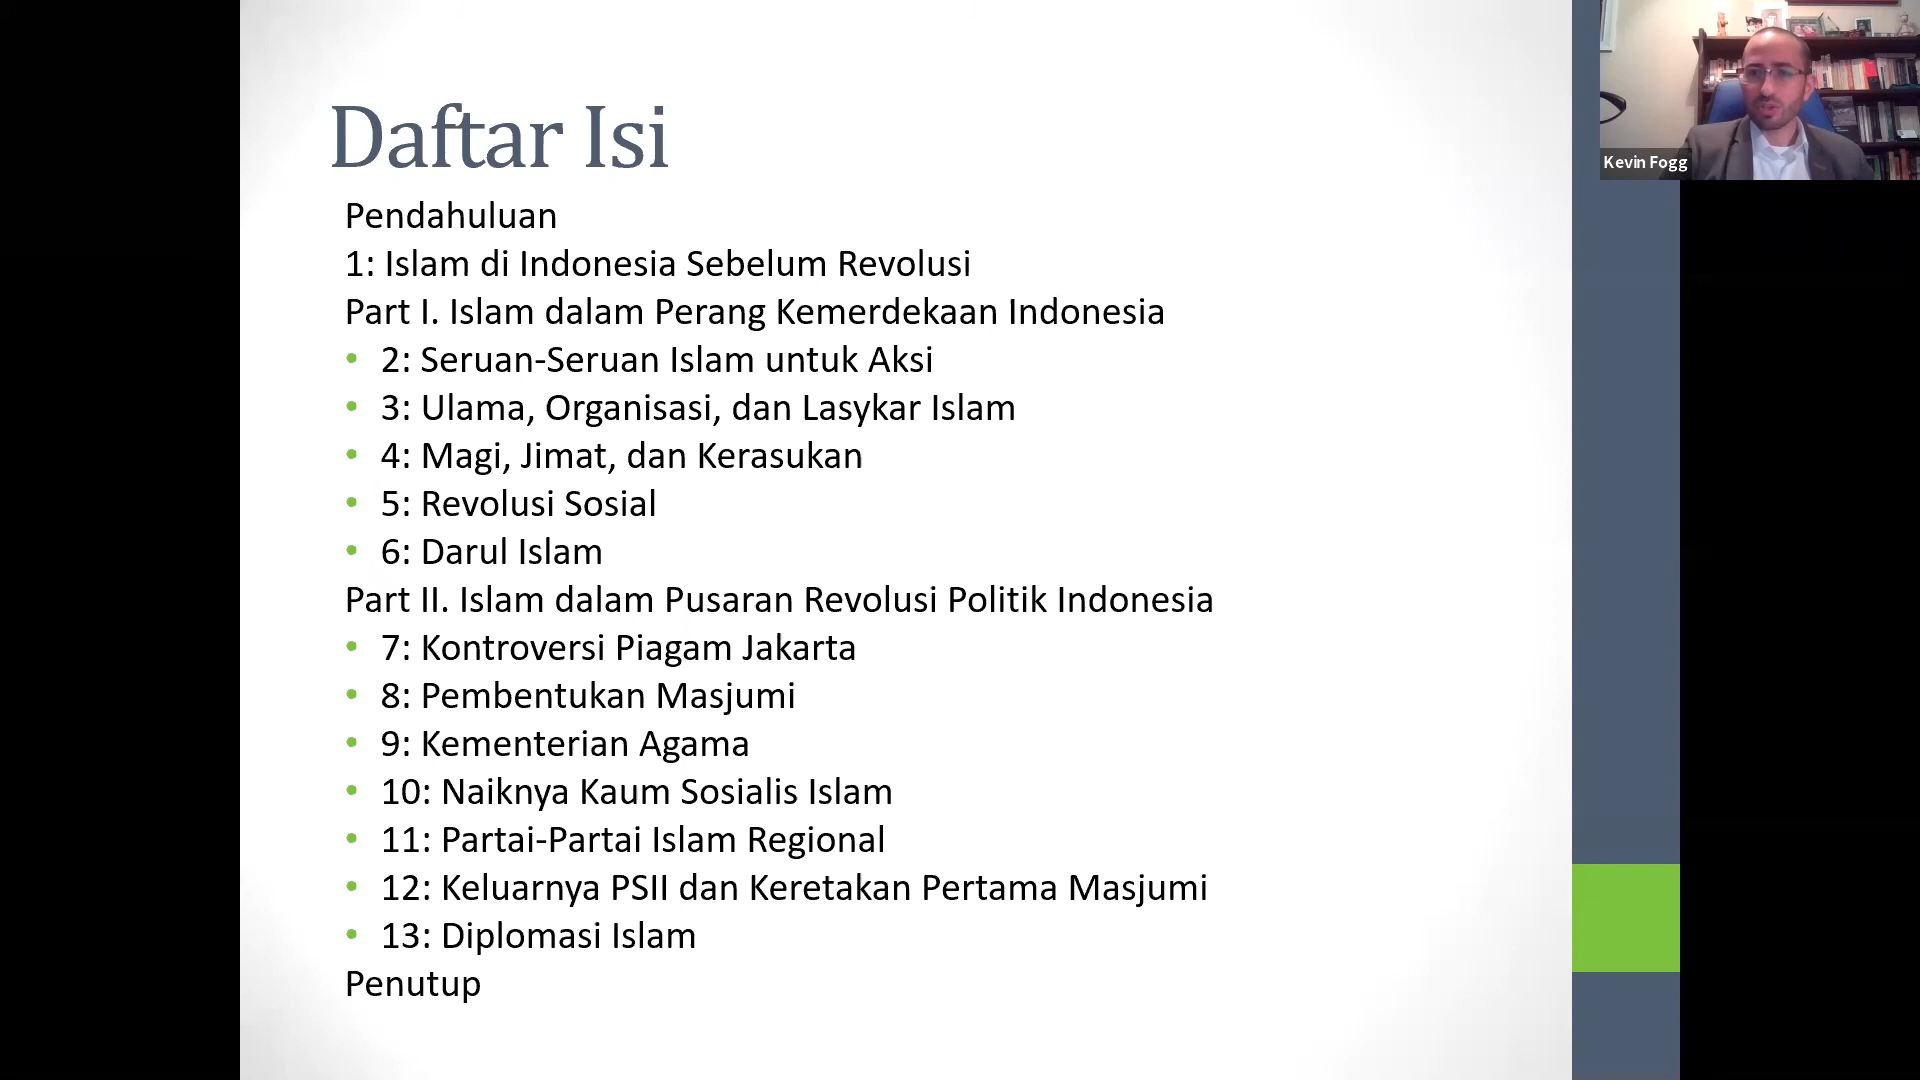 Daftar Isi
Pendahuluan
1: Islam di Indonesia Sebelum Revolusi
Part I. Islam dalam Perang Kemerdekaan Indonesia
• 2: Seruan-Seruan Islam untuk Aksi
• 3: Ulama, Organisasi, dan Lasykar Islam
• 4: Magi, Jimat, dan Kerasukan
• 5: Revolusi Sosial
• 6: Darul Islam
Part II. Islam dalam Pusaran Revolusi Politik Indonesia
• 7: Kontroversi Piagam Jakarta
• 8: Pembentukan Masjumi
• 9: Kementerian Agama
• 10: Naiknya Kaum Sosialis Islam
• 11: Partai-Partai Islam Regional
• 12: Keluarnya PSII dan Keretakan Pertama Masjumi
• 13: Diplomasi Islam
Penutup
Kevin Fogg